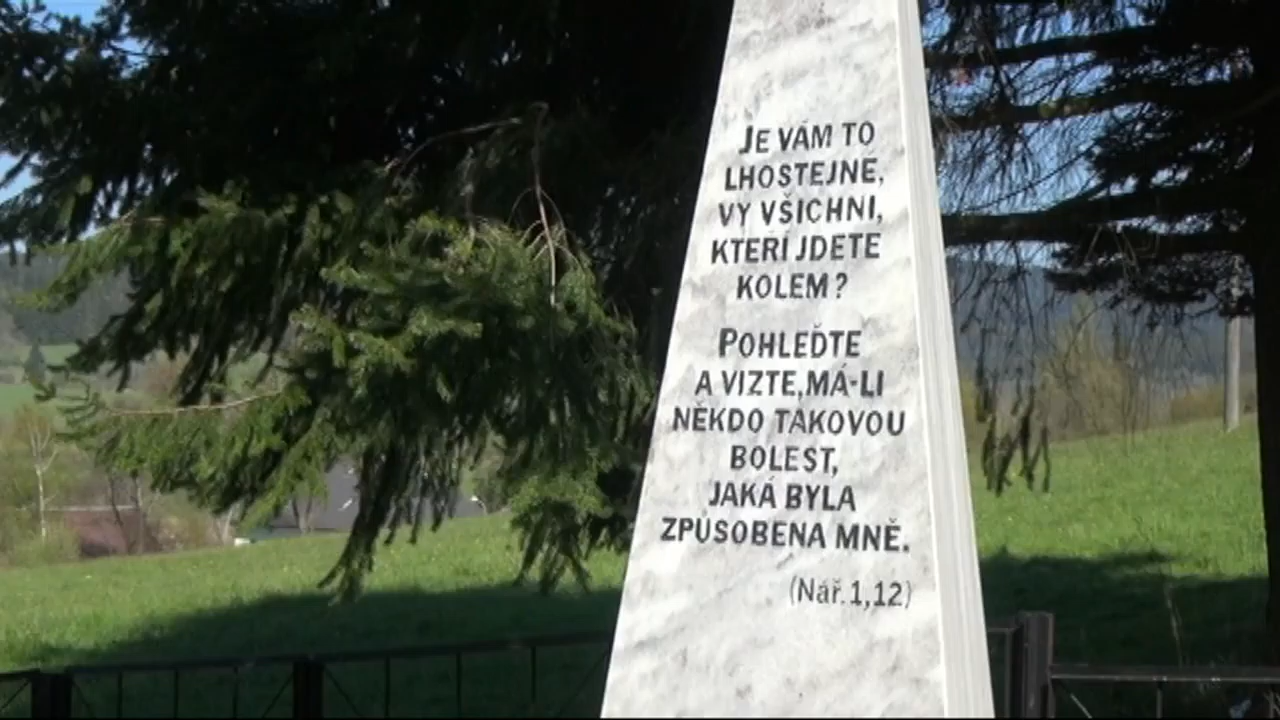 JE VÁM TO
LHOSTEJNÉ,
VY VŠICHNI,
KTEŘÍ JDETE
KOLEM?
POHLEĎTE
A VIZTE, MÁ-LI
NĚKDO TAKOVOU
BOLEST,
JAKÁ BYLA
ZPŮSOBENA MNĚ.
(Nář. 1,12)